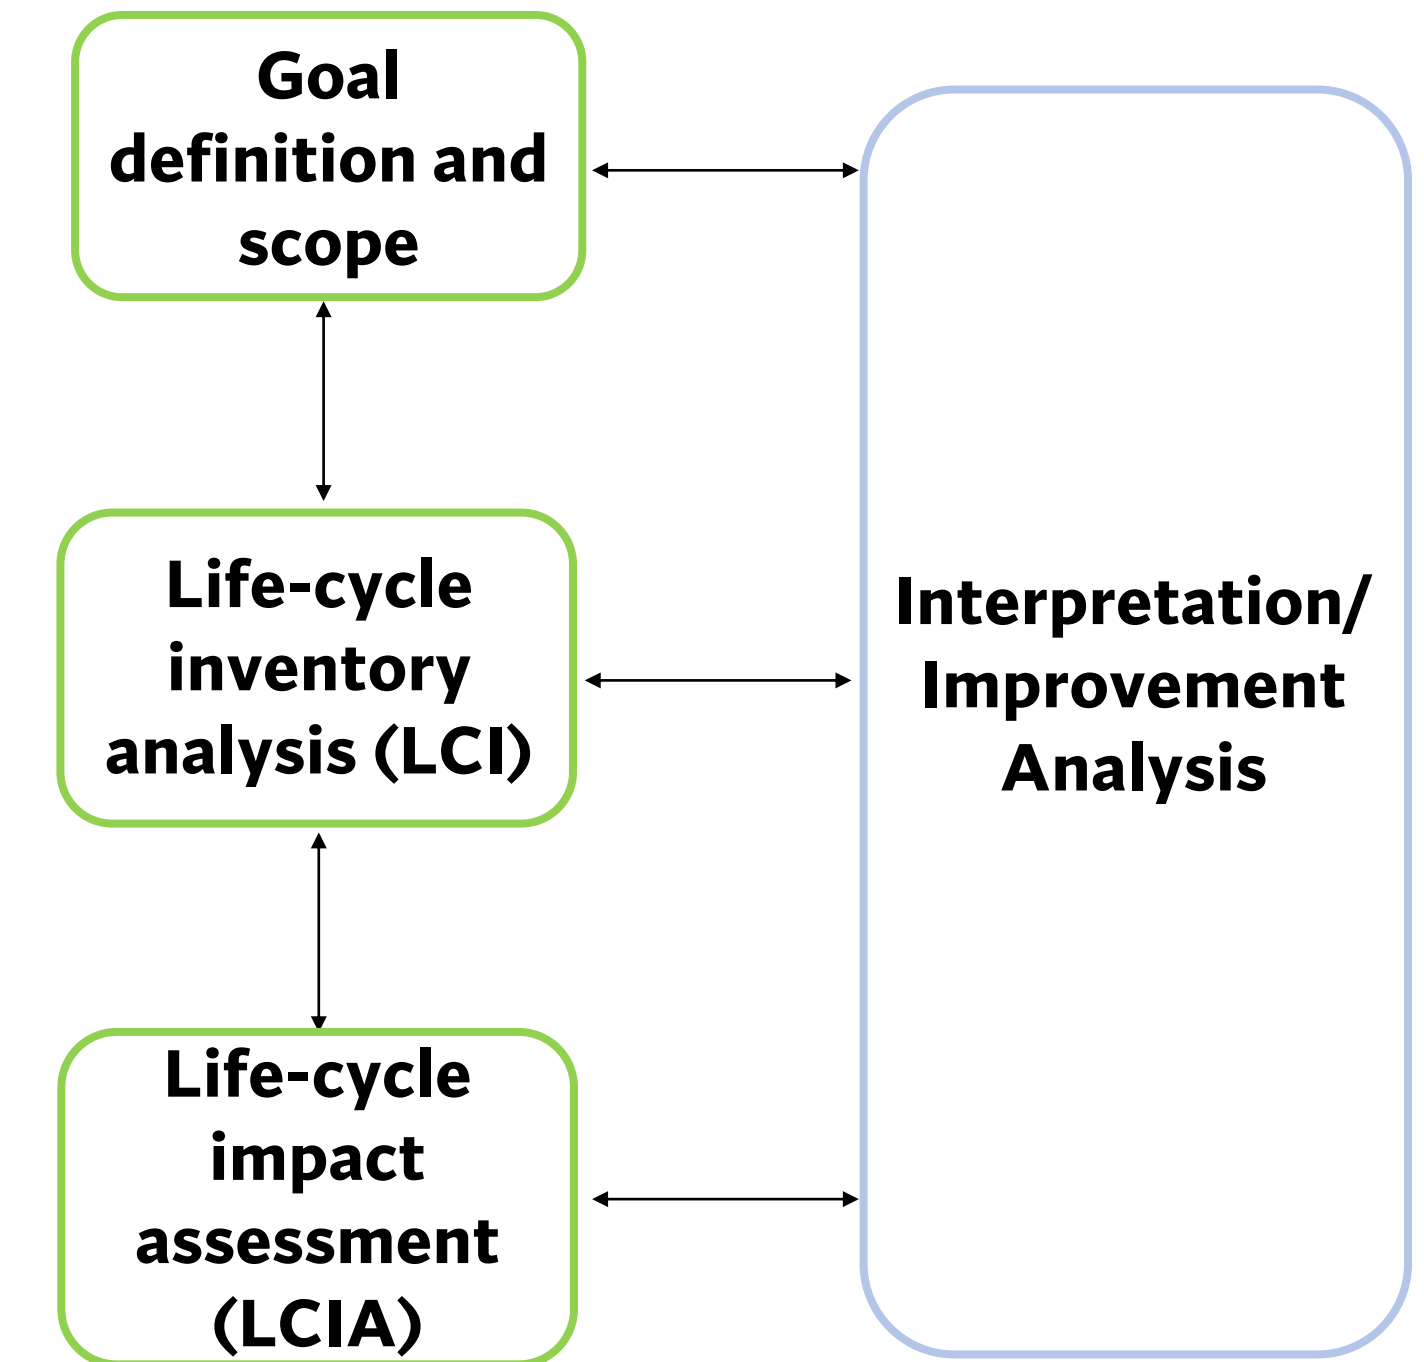 Goal
definition and
scope
Life-cycle
inventory
analysis (LCI)
Life-cycle
impact
assessment
(LCIA)
Interpretation/
Improvement
Analysis